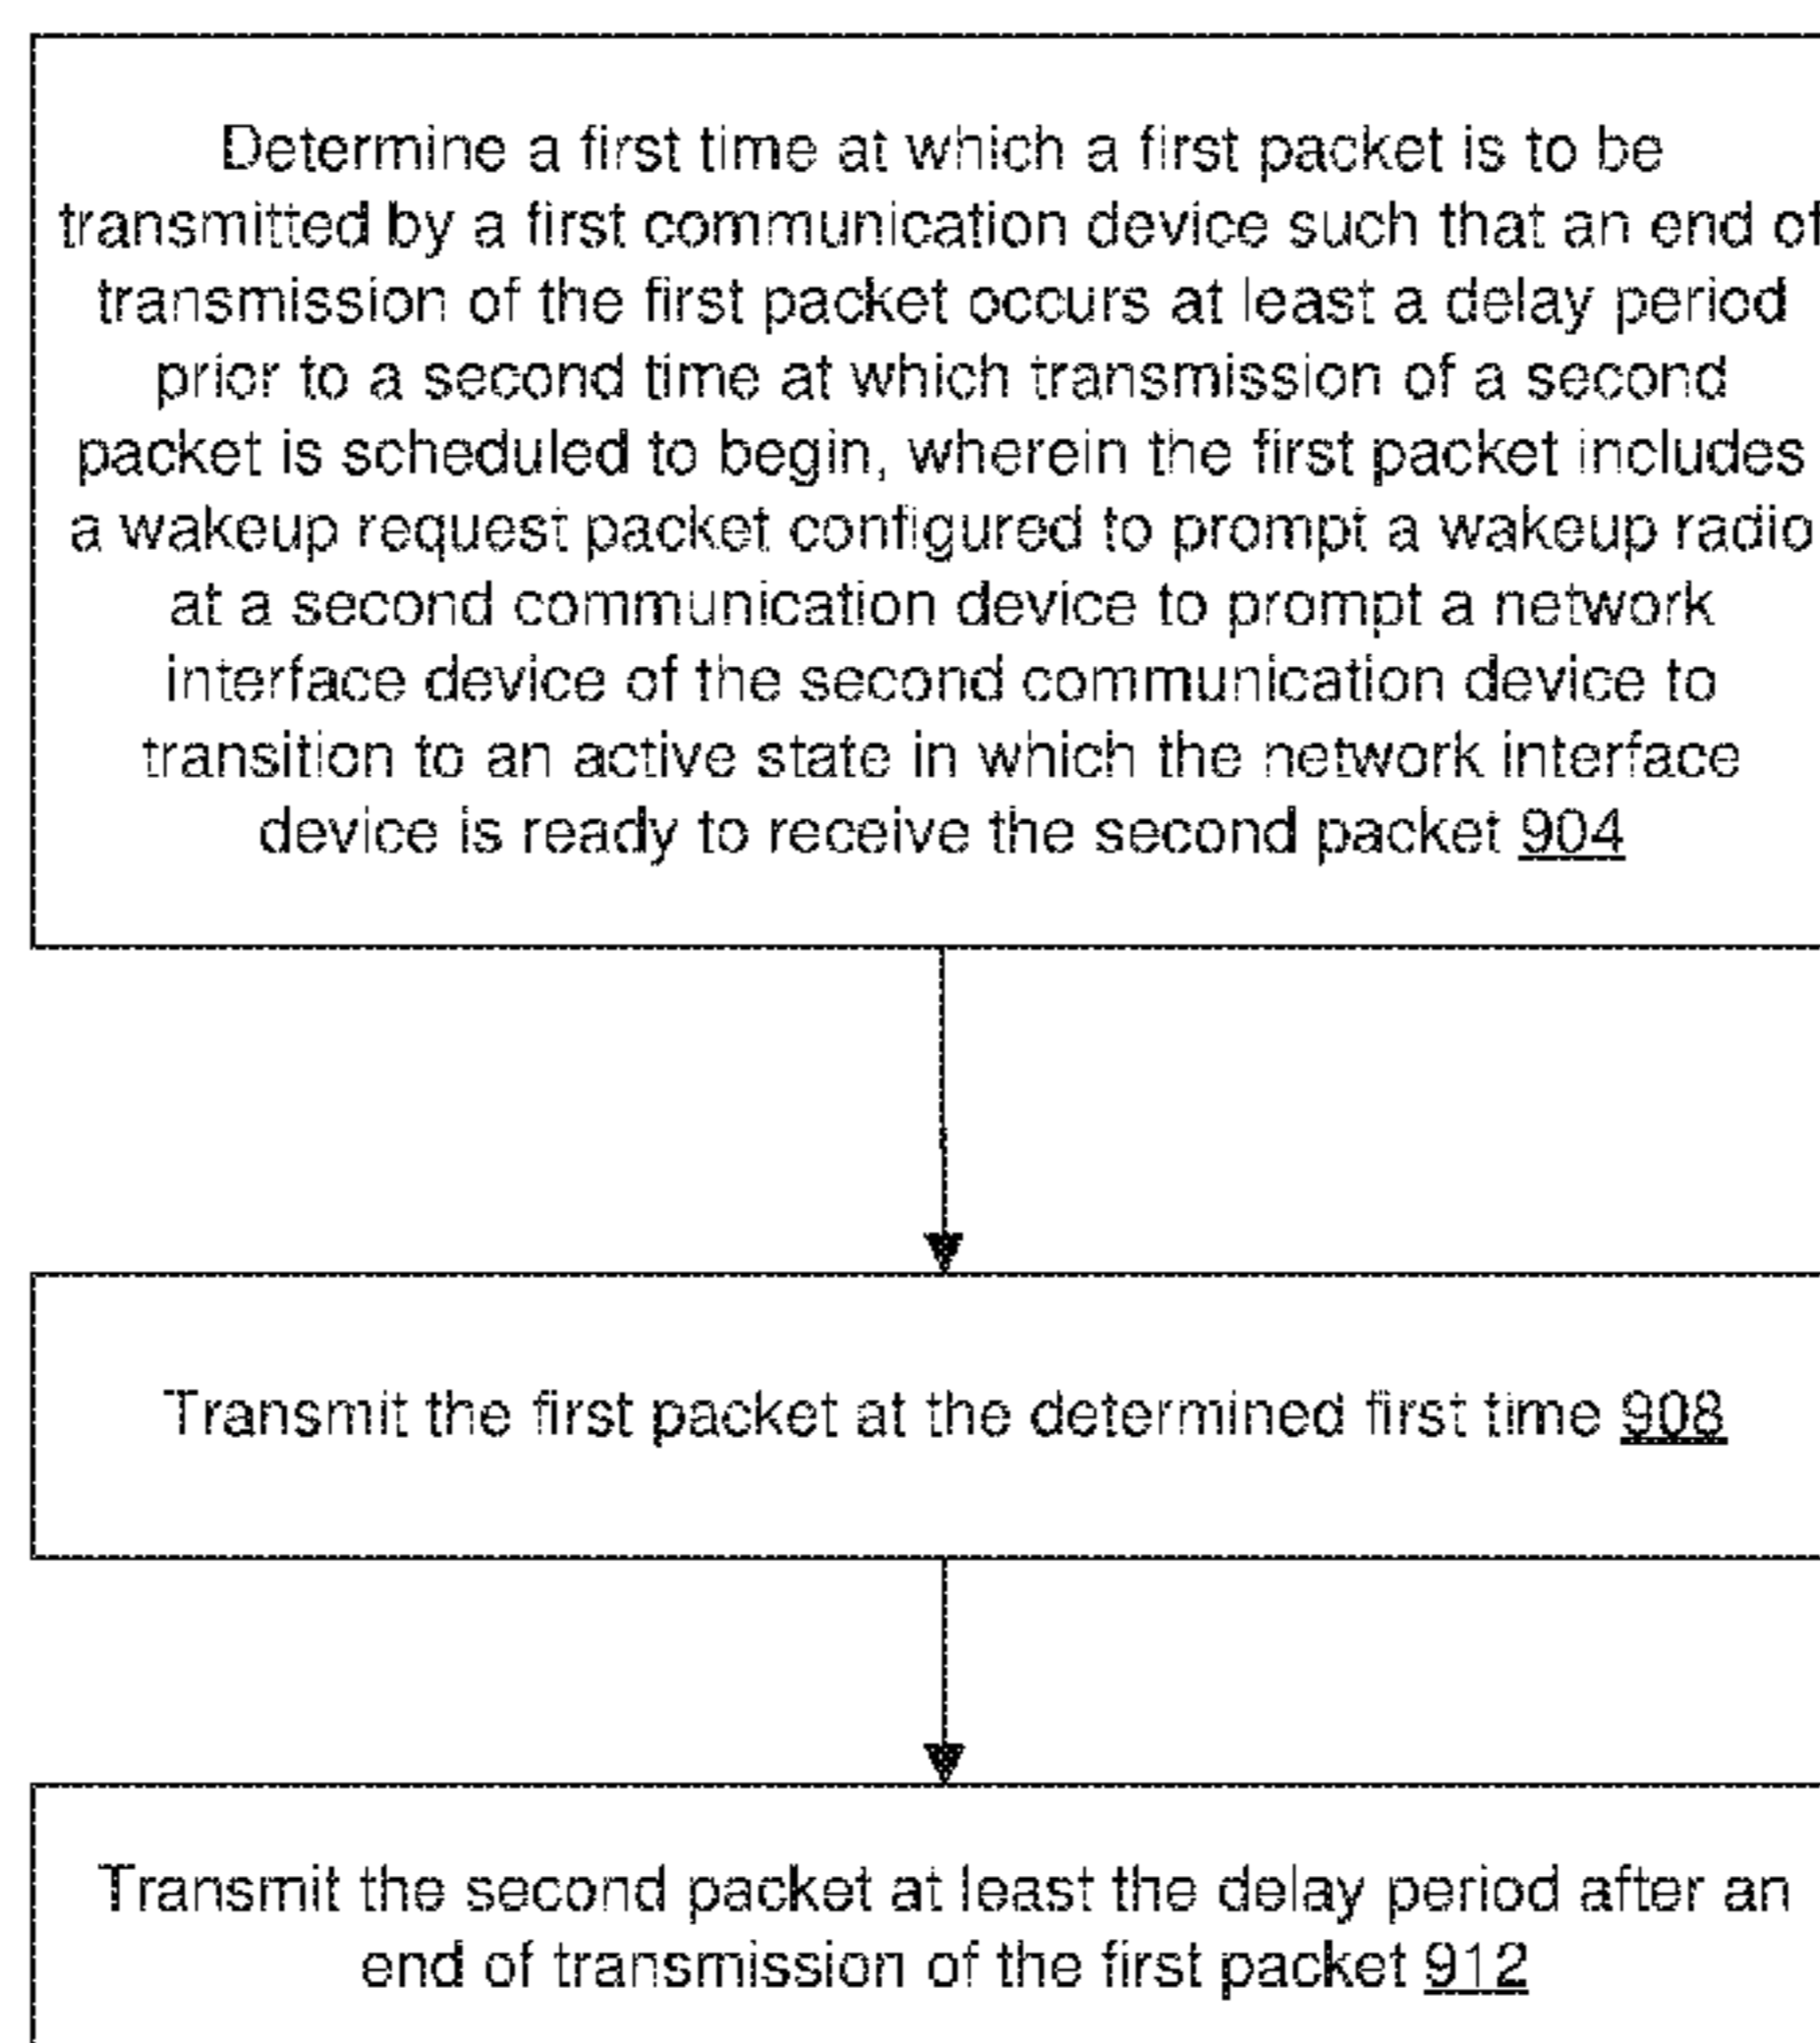 Determine a first time at which a first packet is to be
transmitted by a first communication device such that an end of
transmission of the first packet occurs at least a delay period
prior to a second time at which transmission of a second
packet is scheduled to begin, wherein the first packet includes
a wakeup request packet configured to prompt a wakeup radio
at a second communication device to prompt a network
interface device of the second communication device to
transition to an active state in which the network interface
device is ready to receive the second packet 904
Transmit the first packet at the determined first time 908
Transmit the second packet at least the delay period after an
end of transmission of the first packet 912